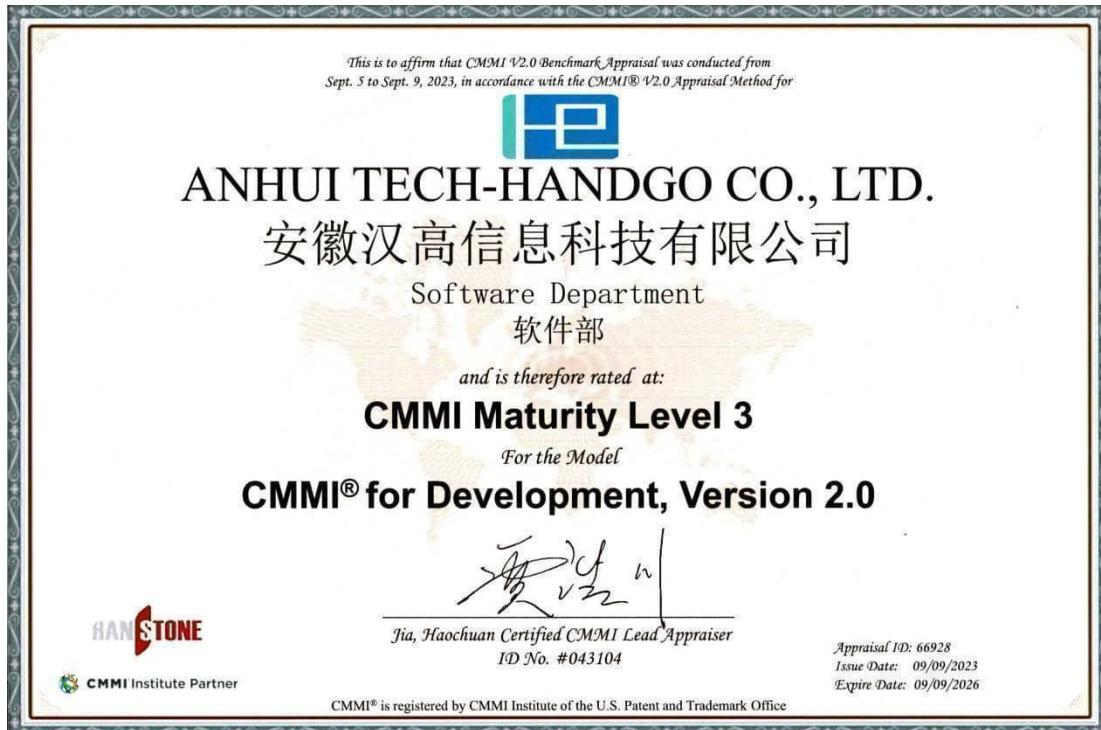 This is to affirm that CMMI V2.0 Benchmark Appraisal was conducted from
Sept. 5 to Sept. 9, 2023, in accordance with the CMMI® V2.0 Appraisal Method for
ANHUI TECH-HANDGO CO., LTD.
安徽汉高信息科技有限公司
Software Department
软件部
and is therefore rated at:
CMMI Maturity Level 3
For the Model
CMMI® for Development, Version 2.0
贾浩川
Jia, Haochuan Certified CMMI Lead Appraiser
ID No. #043104
HANSTONE
CMMI Institute Partner
Appraisal ID: 66928
Issue Date: 09/09/2023
Expire Date: 09/09/2026
CMMI® is registered by CMMI Institute of the U.S. Patent and Trademark Office